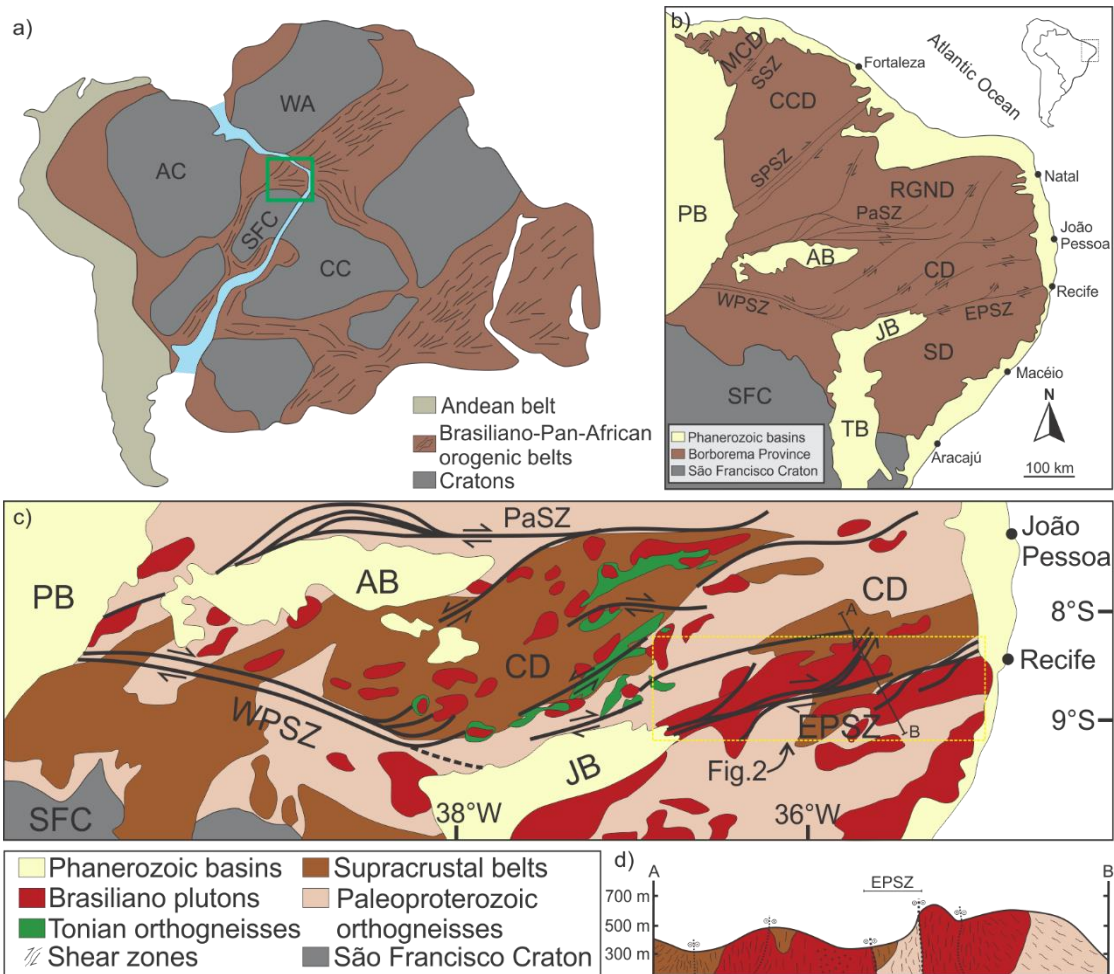 a)
WA
AC
SFC
CC
Andean belt
Brasiliano-Pan-African
orogenic belts
Cratons
b)
MCD
SSZ
Fortaleza
Atlantic Ocean
CCD
SPSZ
RGND
Natal
PB
PaSZ
João
Pessoa
AB
CD
WPSZ
EPSZ
Recife
JB
SD
SFC
Macéio
TB
N
Phanerozoic basins
Borborema Province
São Francisco Craton
Aracajú
100 km
c)
PaSZ
João
Pessoa
PB
AB
CD
8°S
A
CD
Recife
WPSZ
EPSZ
9°S
B
JB
Fig.2
SFC
38°W
36°W
Phanerozoic basins
Supracrustal belts
Brasiliano plutons
Paleoproterozoic
orthogneisses
Tonian orthogneisses
Shear zones
São Francisco Craton
d)
A
B
EPSZ
700 m
500 m
300 m